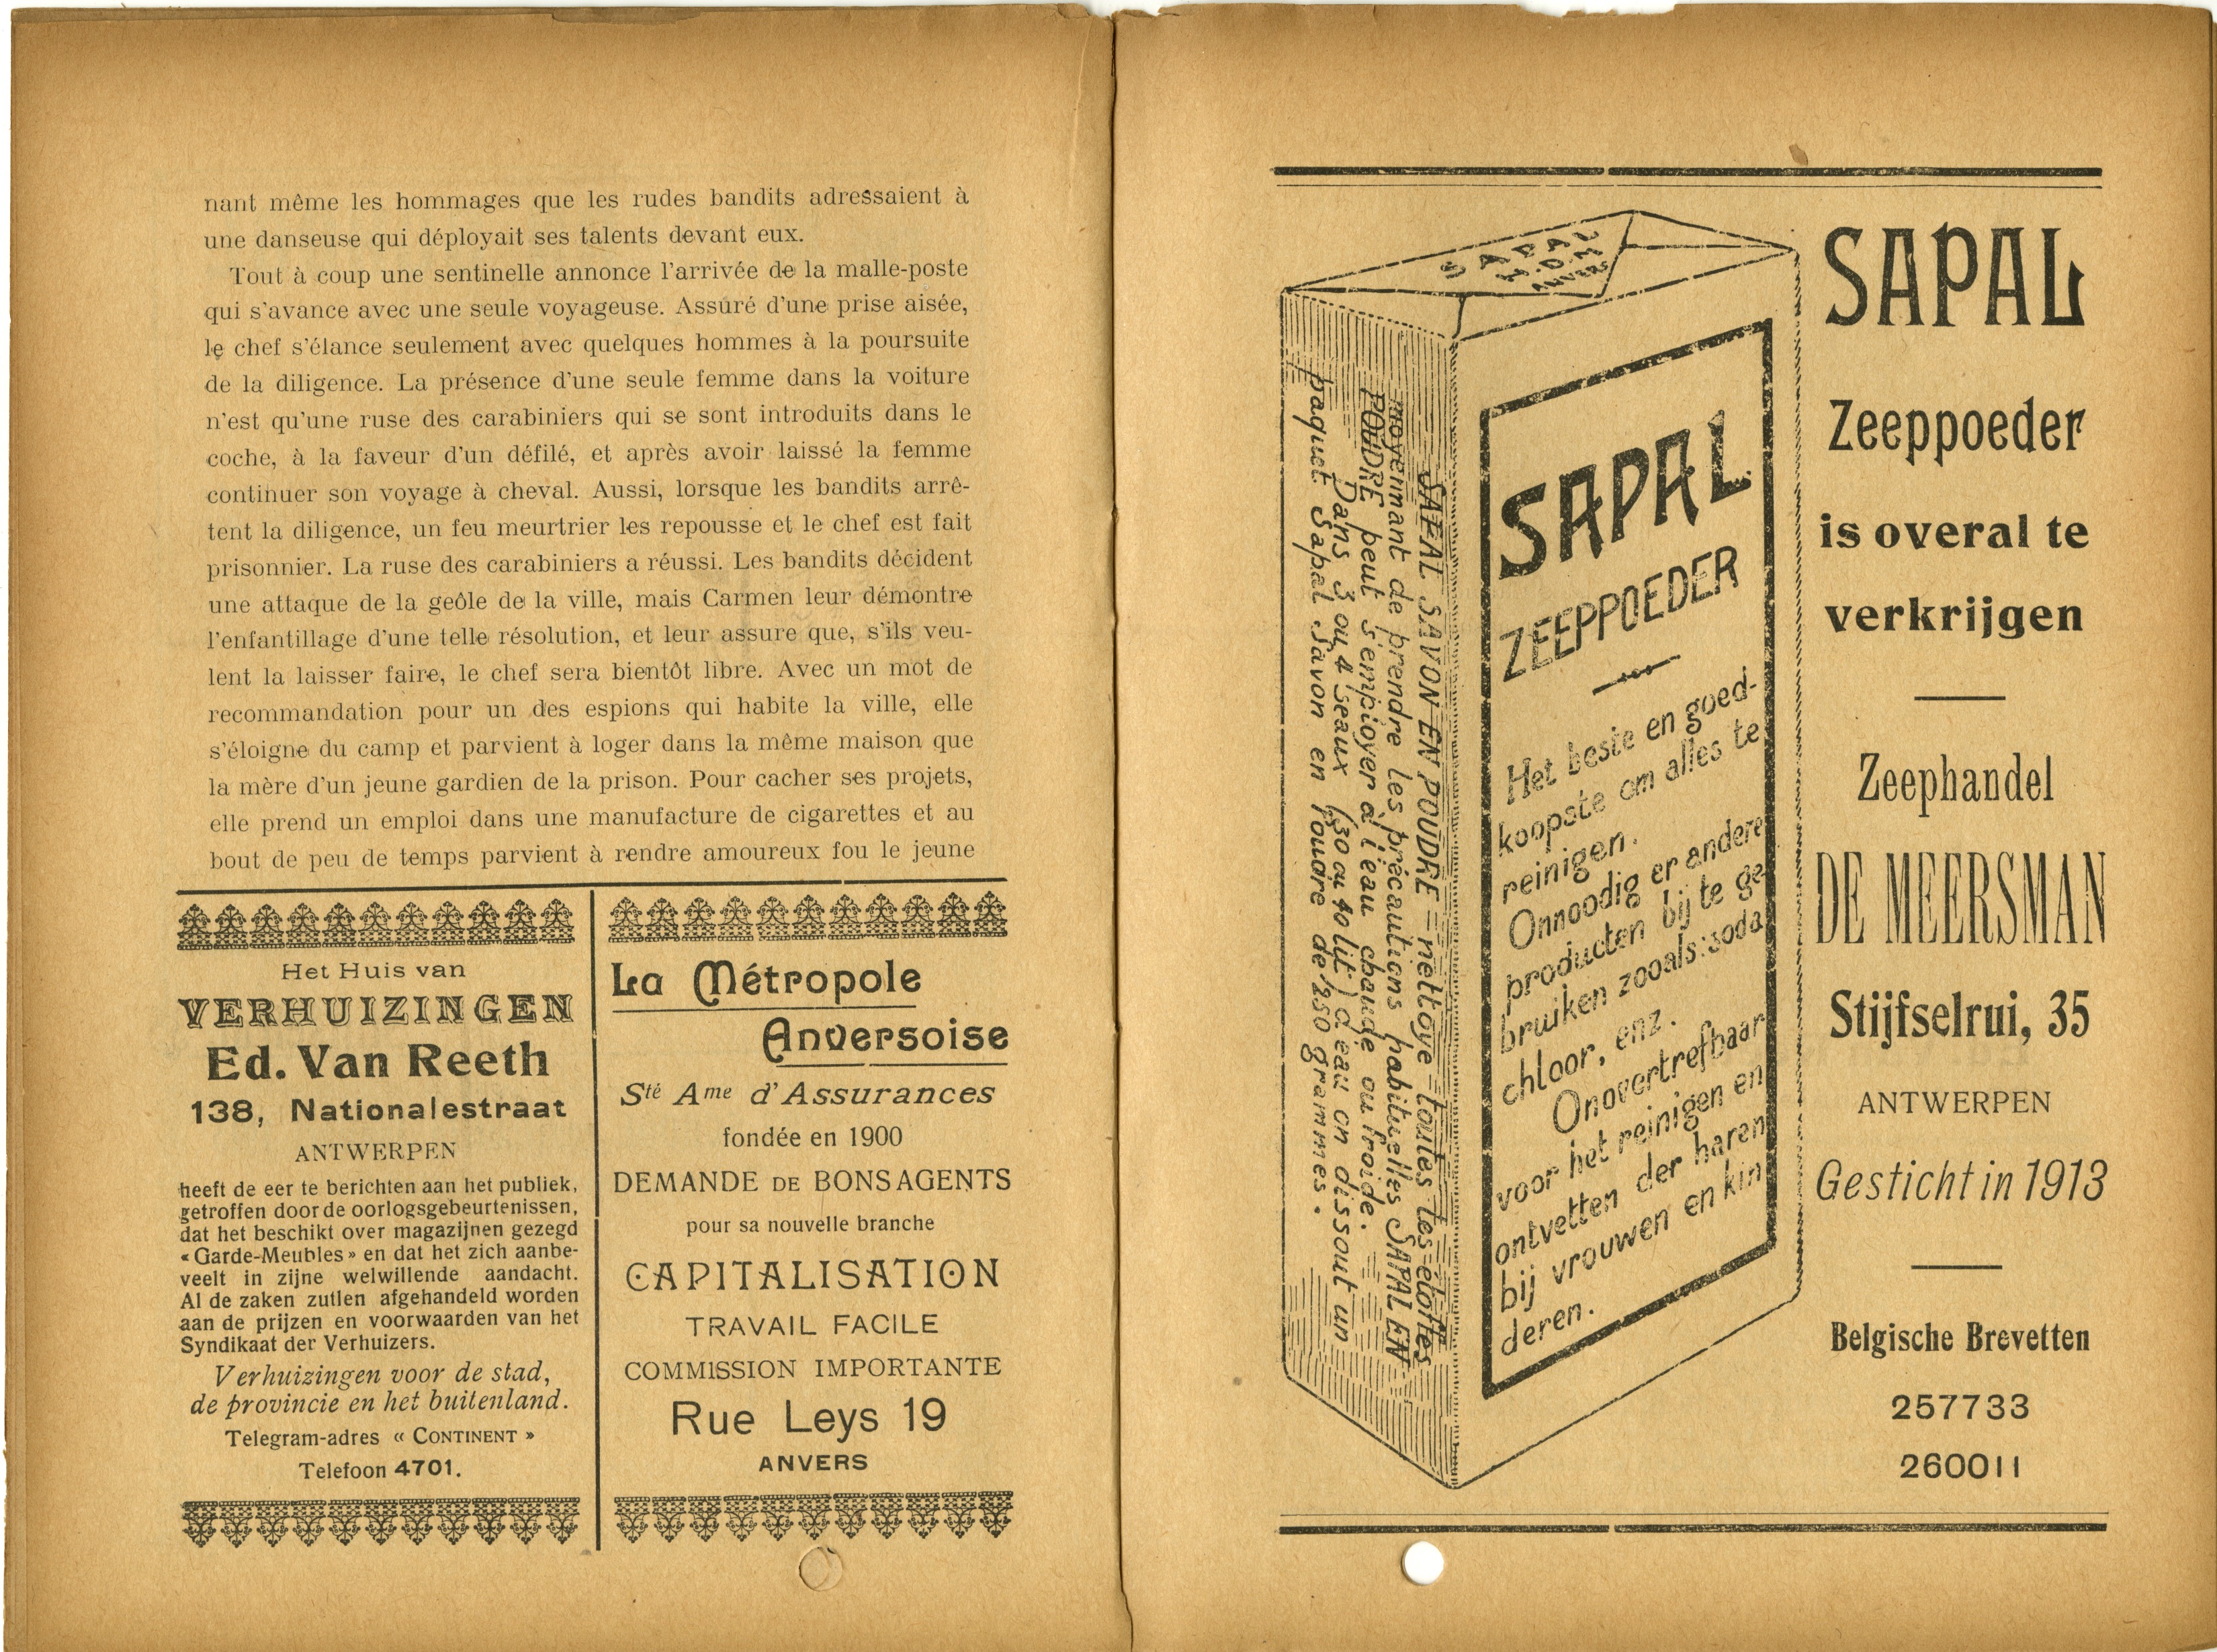 nant même les hommages que les rudes bandits adressaient à
une danseuse qui déployait ses talents devant eux.
Tout à coup une sentinelle annonce l'arrivée de la malle-poste
qui s'avance avec une seule voyageuse. Assuré d'une prise aisée,
le chef s'élance seulement avec quelques hommes à la poursuite
de la diligence. La présence d'une seule femme dans la voiture
n'est qu'une ruse des carabiniers qui se sont introduits dans le
coche, à la faveur d'un défilé, et après avoir laissé la femme
continuer son voyage à cheval. Aussi, lorsque les bandits arrê-
tent la diligence, un feu meurtrier les repousse et le chef est fait
prisonnier. La ruse des carabiniers a réussi. Les bandits décident
une attaque de la geôle de la ville, mais Carmen leur démontre
l'enfantillage d'une telle résolution, et leur assure que, s'ils veu-
lent la laisser faire, le chef sera bientôt libre. Avec un mot de
recommandation pour un des espions qui habite la ville, elle
s'éloigne du camp et parvient à loger dans la même maison que
la mère d'un jeune gardien de la prison. Pour cacher ses projets,
elle prend un emploi dans une manufacture de cigarettes et au
bout de peu de temps parvient à rendre amoureux fou le jeune
Het Huis van
VERHUIZINGEN
Ed. Van Reeth
138, Nationalestraat
ANTWERPEN
heeft de eer te berichten aan het publiek,
getroffen door de oorlogsgebeurtenissen,
dat het beschikt over magazijnen gezegd
« Garde-Meubles » en dat het zich aanbe-
veelt in zijne welwillende aandacht.
Al de zaken zutlen afgehandeld worden
aan de prijzen en voorwaarden van het
Syndikaat der Verhuizers.
Verhuizingen voor de stad,
de provincie en het buitenland.
Telegram-adres « CONTINENT »
Telefoon 4701.
La Métropole
Anversoise
Sté Ame d'Assurances
fondée en 1900
DEMANDE DE BONS AGENTS
pour sa nouvelle branche
CAPITALISATION
TRAVAIL FACILE
COMMISSION IMPORTANTE
Rue Leys 19
ANVERS
SAPAL
M.D.M
ANVERS
SAPAL SAVON EN POUDRE nettoye toutes les étoffes
moyennant de prendre les précautions habituelles SAPAL EN
POUDRE peut s'employer à l'eau chaude ou froide.
Dans 3 ou 4 seaux (30 ou 40 lit) d'eau on dissout un
paquet Sapal Savon en Poudre de 250 grammes.
SAPAL
ZEEPPOEDER
Het beste en goed-
koopste om alles te
reinigen.
Onnoodig er andere
producten bij te ge
bruiken zooals: soda
chloor, enz.
Onovertrefbaar
voor het reinigen en
ontvetten der haren
bij vrouwen en kin
deren.
SAPAL
Zeeppoeder
is overal te
verkrijgen
Zeephandel
DE MEERSMAN
Stijfselrui, 35
ANTWERPEN
Gesticht in 1913
Belgische Brevetten
257733
260011